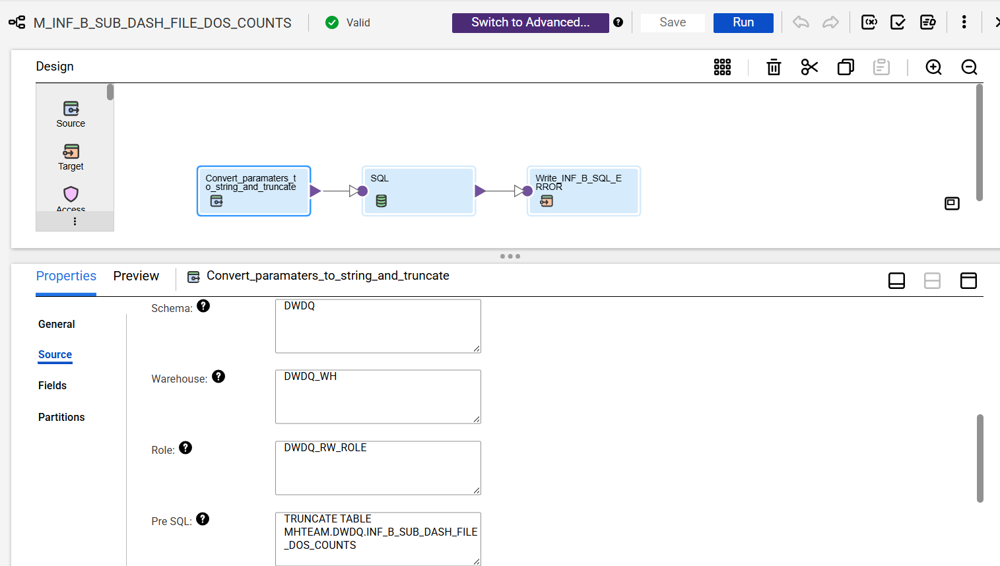 M_INF_B_SUB_DASH_FILE_DOS_COUNTS
Valid
Switch to Advanced...
?
Save
Run
Design
Source
Target
Access
Convert_paramaters_t
o_string_and_truncate
SQL
Write_INF_B_SQL_E
RROR
Properties
Preview
Convert_paramaters_to_string_and_truncate
General
Source
Fields
Partitions
Schema: ?
DWDQ
Warehouse: ?
DWDQ_WH
Role: ?
DWDQ_RW_ROLE
Pre SQL: ?
TRUNCATE TABLE
MHTEAM.DWDQ.INF_B_SUB_DASH_FILE
_DOS_COUNTS